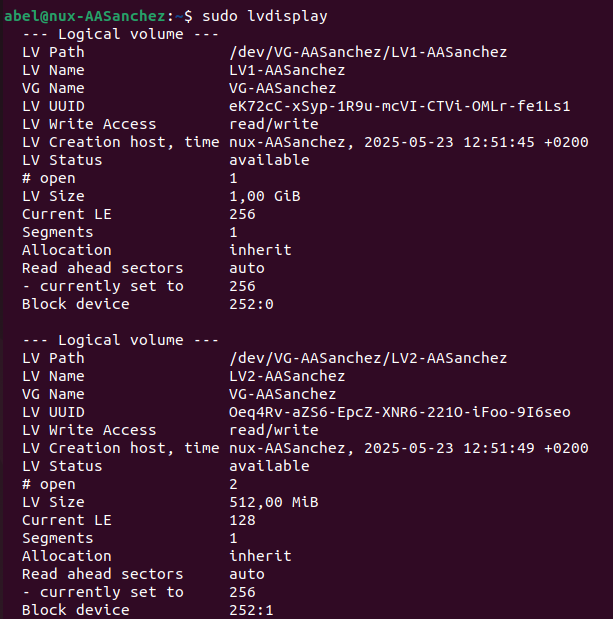 abel@nux-AASanchez:~$ sudo lvdisplay
--- Logical volume ---
LV Path                /dev/VG-AASanchez/LV1-AASanchez
LV Name                LV1-AASanchez
VG Name                VG-AASanchez
LV UUID                eK72cC-xSyp-1R9u-mcVI-CTVi-OMLr-fe1Ls1
LV Write Access        read/write
LV Creation host, time nux-AASanchez, 2025-05-23 12:51:45 +0200
LV Status              available
# open                 1
LV Size                1,00 GiB
Current LE             256
Segments               1
Allocation             inherit
Read ahead sectors     auto
- currently set to     256
Block device           252:0

--- Logical volume ---
LV Path                /dev/VG-AASanchez/LV2-AASanchez
LV Name                LV2-AASanchez
VG Name                VG-AASanchez
LV UUID                Oeq4Rv-aZS6-EpcZ-XNR6-221O-iFoo-9I6seo
LV Write Access        read/write
LV Creation host, time nux-AASanchez, 2025-05-23 12:51:49 +0200
LV Status              available
# open                 2
LV Size                512,00 MiB
Current LE             128
Segments               1
Allocation             inherit
Read ahead sectors     auto
- currently set to     256
Block device           252:1